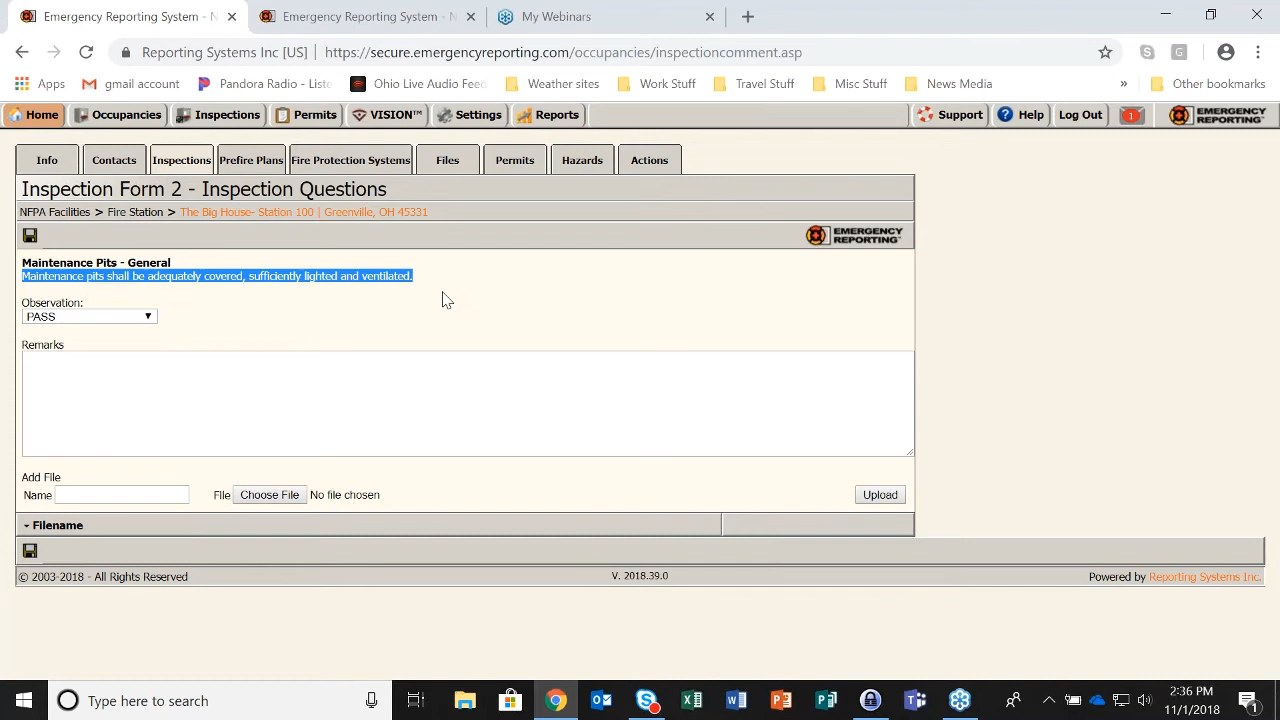 Emergency Reporting System - N
Emergency Reporting System - N
My Webinars
Reporting Systems Inc [US] | https://secure.emergencyreporting.com/occupancies/inspectioncomment.asp
Apps
gmail account
Pandora Radio - Liste
Ohio Live Audio Feed
Weather sites
Work Stuff
Travel Stuff
Misc Stuff
News Media
»
Other bookmarks
Home
Occupancies
Inspections
Permits
VISION™
Settings
Reports
Support
Help
Log Out
1
EMERGENCY REPORTING™
Info
Contacts
Inspections
Prefire Plans
Fire Protection Systems
Files
Permits
Hazards
Actions
Inspection Form 2 - Inspection Questions
NFPA Facilities > Fire Station > The Big House- Station 100 | Greenville, OH 45331
EMERGENCY REPORTING™
Maintenance Pits - General
Maintenance pits shall be adequately covered, sufficiently lighted and ventilated.
Observation:
PASS
Remarks
Add File
Name
File
Choose File
No file chosen
Upload
Filename
© 2003-2018 - All Rights Reserved
V. 2018.39.0
Powered by Reporting Systems Inc.
Type here to search
2:36 PM
11/1/2018
1